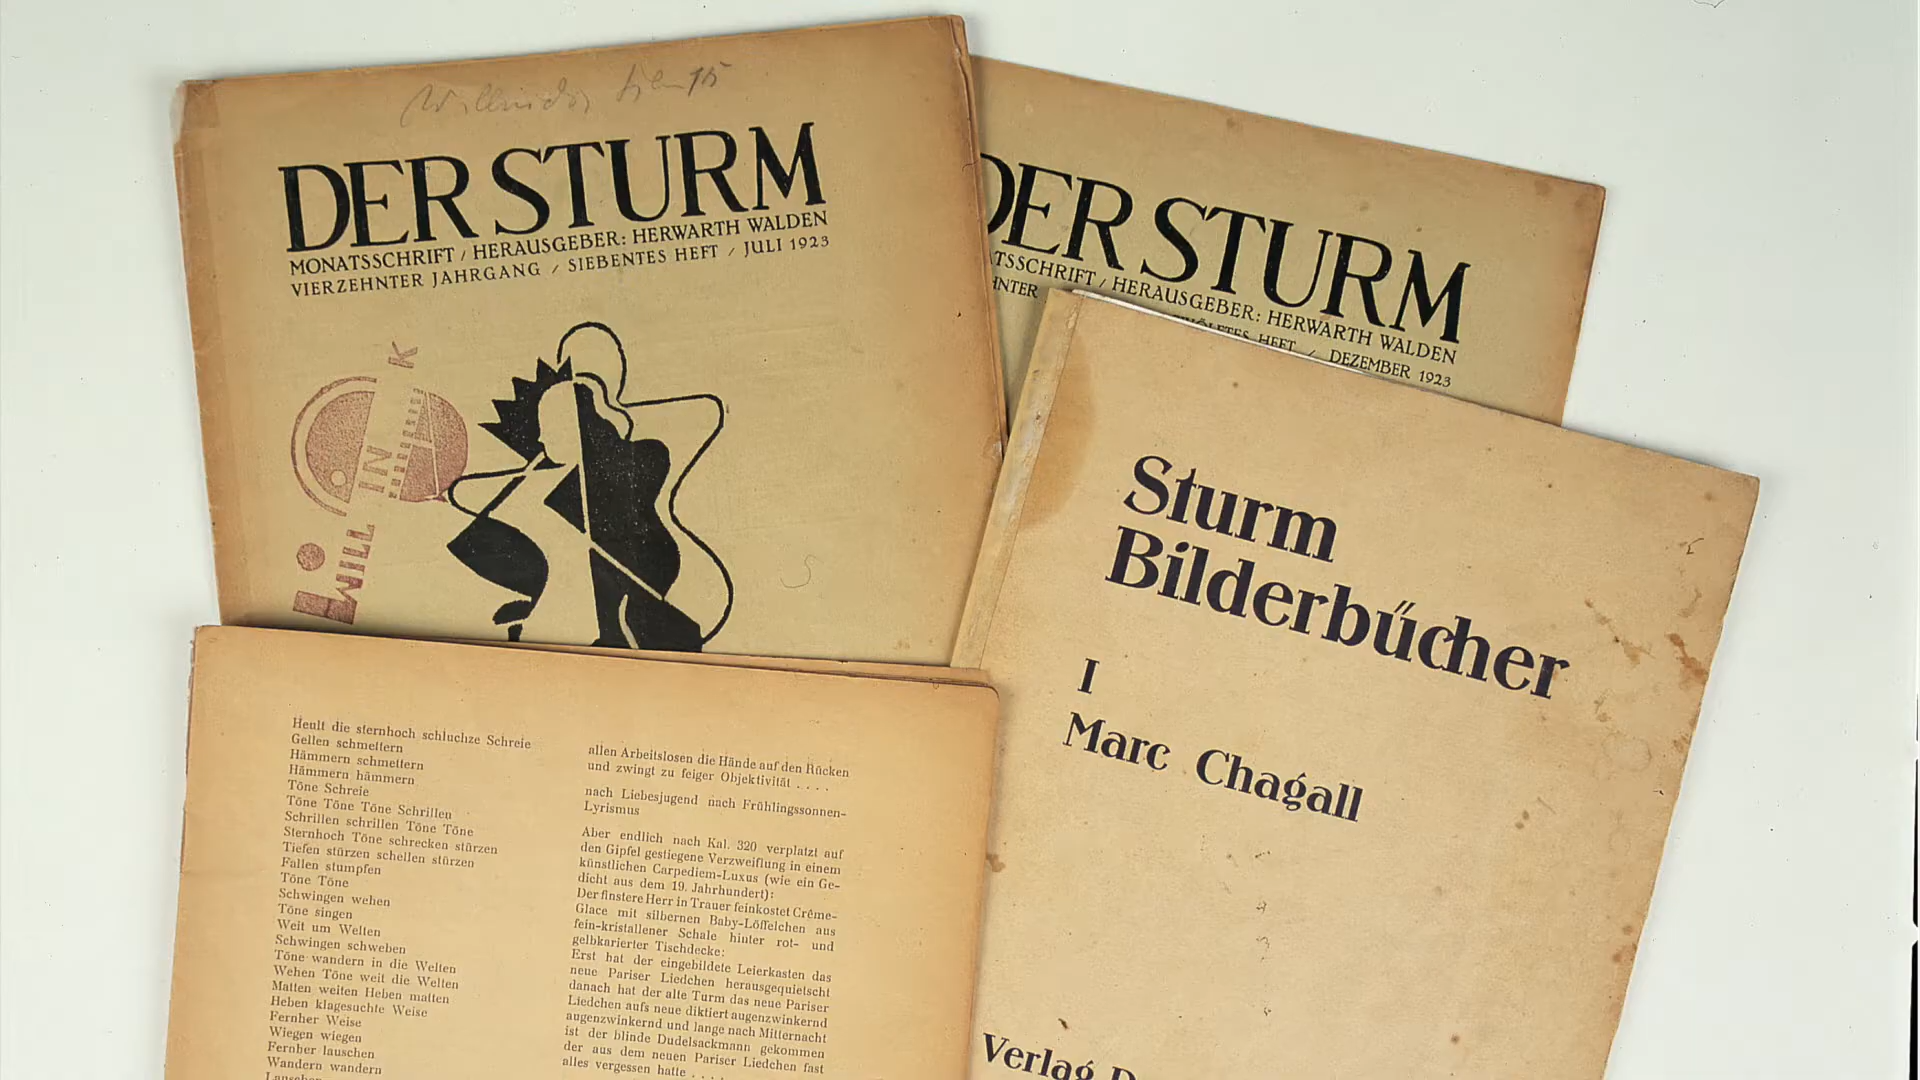 DER STURM
MONATSSCHRIFT / HERAUSGEBER: HERWARTH WALDEN
VIERZEHNTER JAHRGANG / SIEBENTES HEFT / JULI 1923
WILL IN K
DER STURM
TSSCHRIFT / HERAUSGEBER: HERWARTH WALDEN
HNTER
HEFT / DEZEMBER 1923
Sturm
Bilderbűcher
I
Marc Chagall
Verlag D
Heult die sternhoch schluchze Schreie
Gellen schmettern
Hämmern schmettern
Hämmern hämmern
Töne Schreie
Töne Töne Töne Schrillen
Schrillen schrillen Töne Töne
Sternhoch Töne schrecken stürzen
Tiefen stürzen schellen stürzen
Fallen stumpfen
Töne Töne
Schwingen wehen
Töne singen
Weit um Welten
Schwingen schweben
Töne wandern in die Welten
Wehen Töne weit die Welten
Matten weiten Heben matten
Heben klagesuchte Weise
Fernher Weise
Wiegen wiegen
Fernher lauschen
Wandern wandern
allen Arbeitslosen die Hände auf den Rücken
und zwingt zu feiger Objektivität . . . .
nach Liebesjugend nach Frühlingssonnen-
Lyrismus
Aber endlich nach Kal. 320 verplatzt auf
den Gipfel gestiegene Verzweiflung in einem
künstlichen Carpediem-Luxus (wie ein Ge-
dicht aus dem 19. Jahrhundert):
Der finstere Herr in Trauer feinkostet Crême-
Glace mit silbernen Baby-Löffelchen aus
fein-kristallener Schale hinter rot- und
gelbkarierter Tischdecke:
Erst hat der eingebildete Leierkasten das
neue Pariser Liedchen herausgequietscht
danach hat der alte Turm das neue Pariser
Liedchen aufs neue diktiert augenzwinkernd
augenzwinkernd und lange nach Mitternacht
ist der blinde Dudelsackmann gekommen
der aus dem neuen Pariser Liedchen fast
alles vergessen hatte . . . .